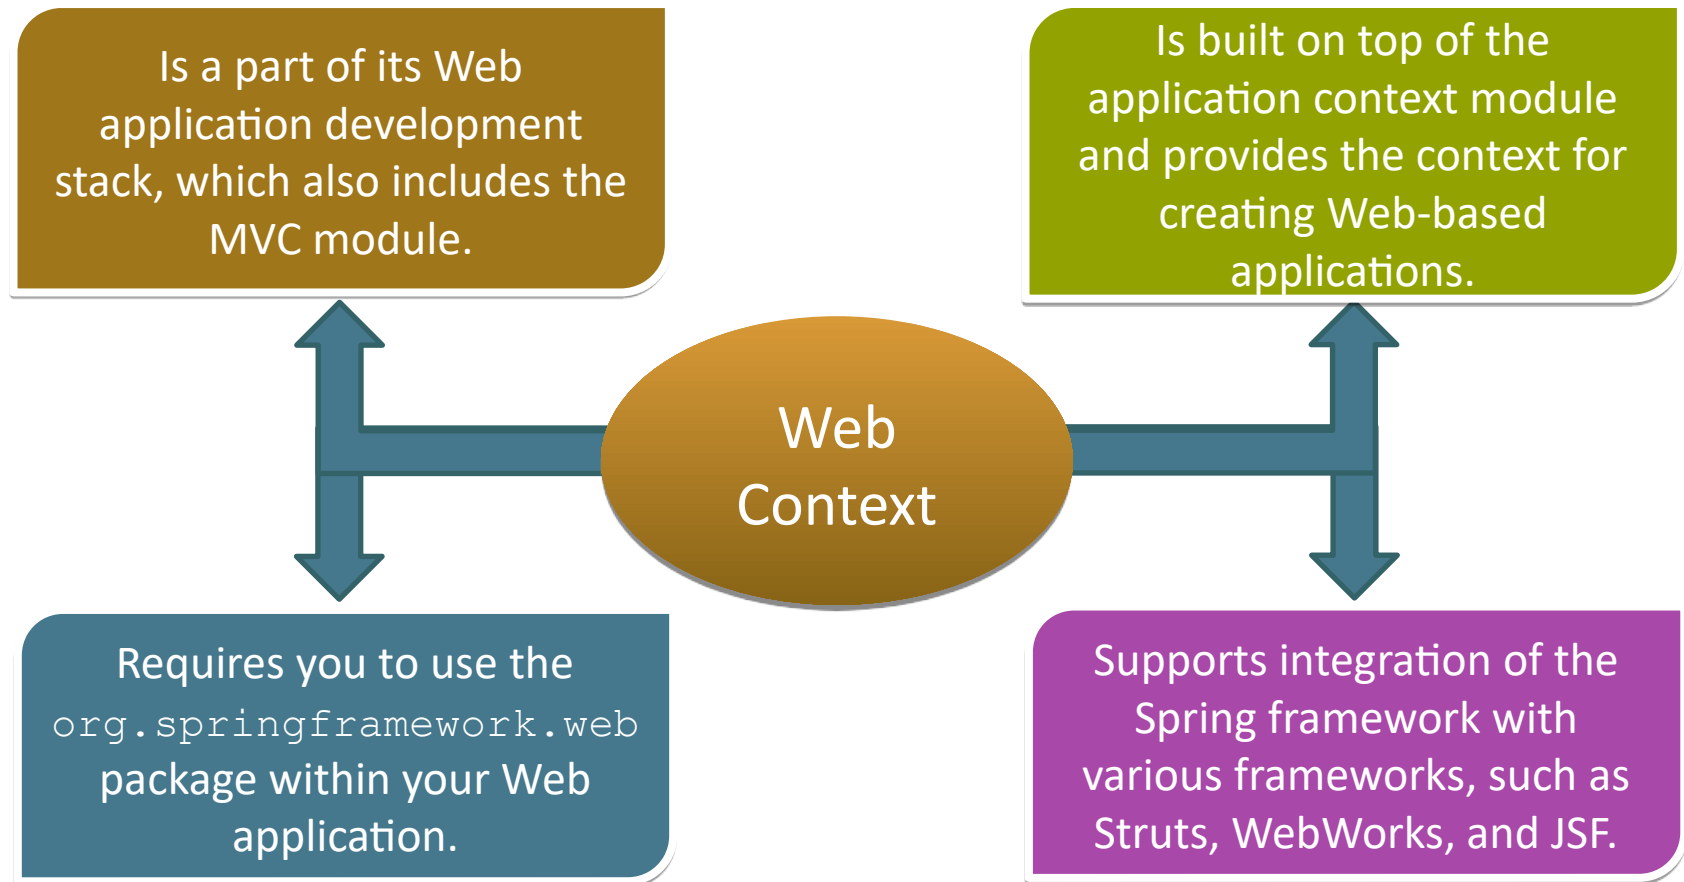 Is a part of its Web
application development
stack, which also includes the
MVC module.
Is built on top of the
application context module
and provides the context for
creating Web-based
applications.
Web
Context
Requires you to use the
org.springframework.web
package within your Web
application.
Supports integration of the
Spring framework with
various frameworks, such as
Struts, WebWorks, and JSF.